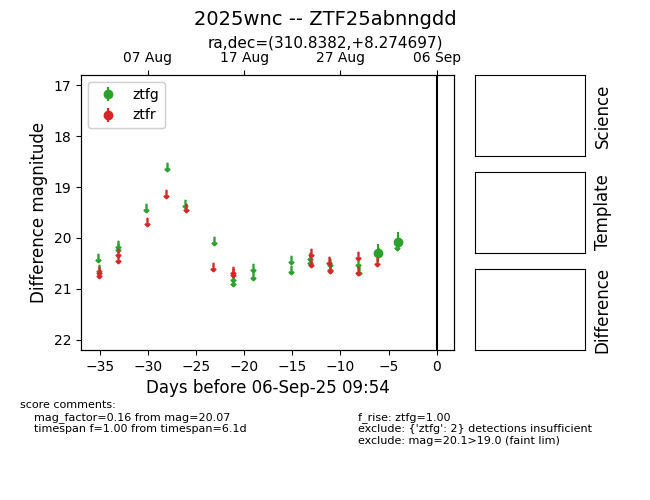 2025wnc -- ZTF25abnngdd
ra,dec=(310.8382,+8.274697)
07 Aug 17 Aug 27 Aug 06 Sep
ztfg
ztfr
17
18
19
20
21
22
Difference magnitude
−35 −30 −25 −20 −15 −10 −5 0
Days before 06-Sep-25 09:54
Science
Template
Difference
score comments:
mag_factor=0.16 from mag=20.07
timespan f=1.00 from timespan=6.1d
f_rise: ztfg=1.00
exclude: {'ztfg': 2} detections insufficient
exclude: mag=20.1>19.0 (faint lim)